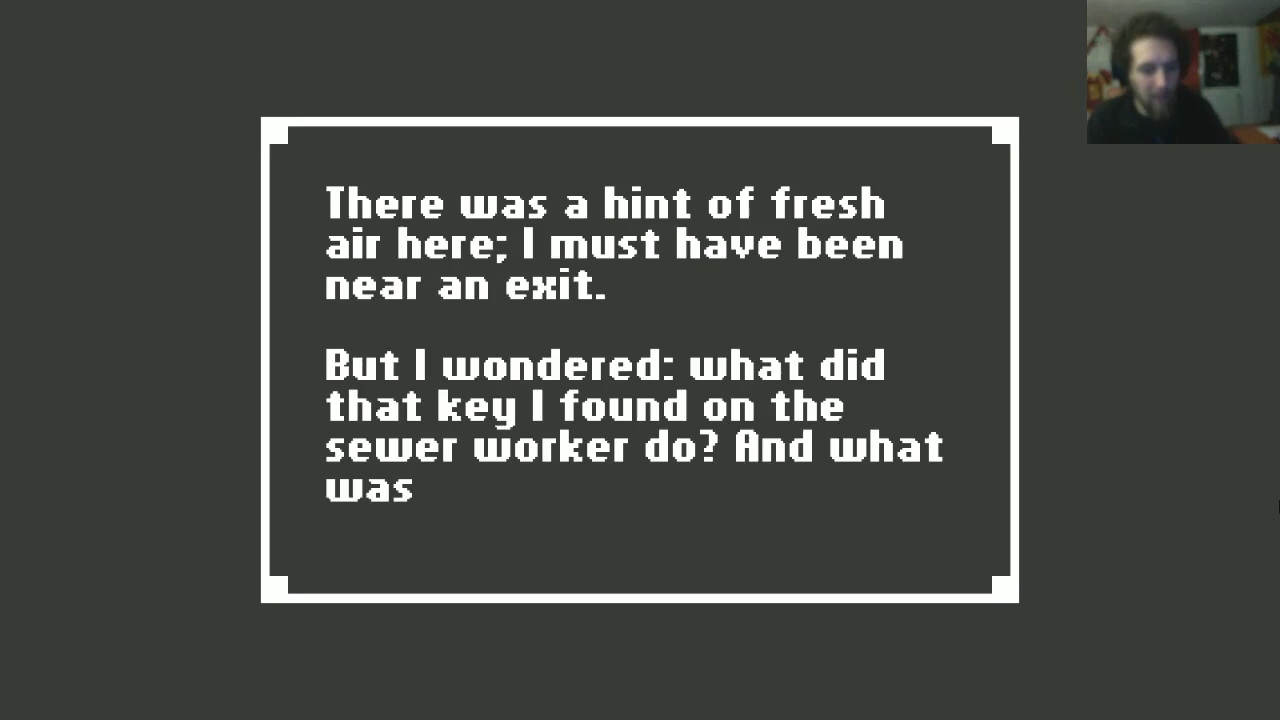 There was a hint of fresh
air here; I must have been
near an exit.
But I wondered: what did
that key I found on the
sewer worker do? And what
was